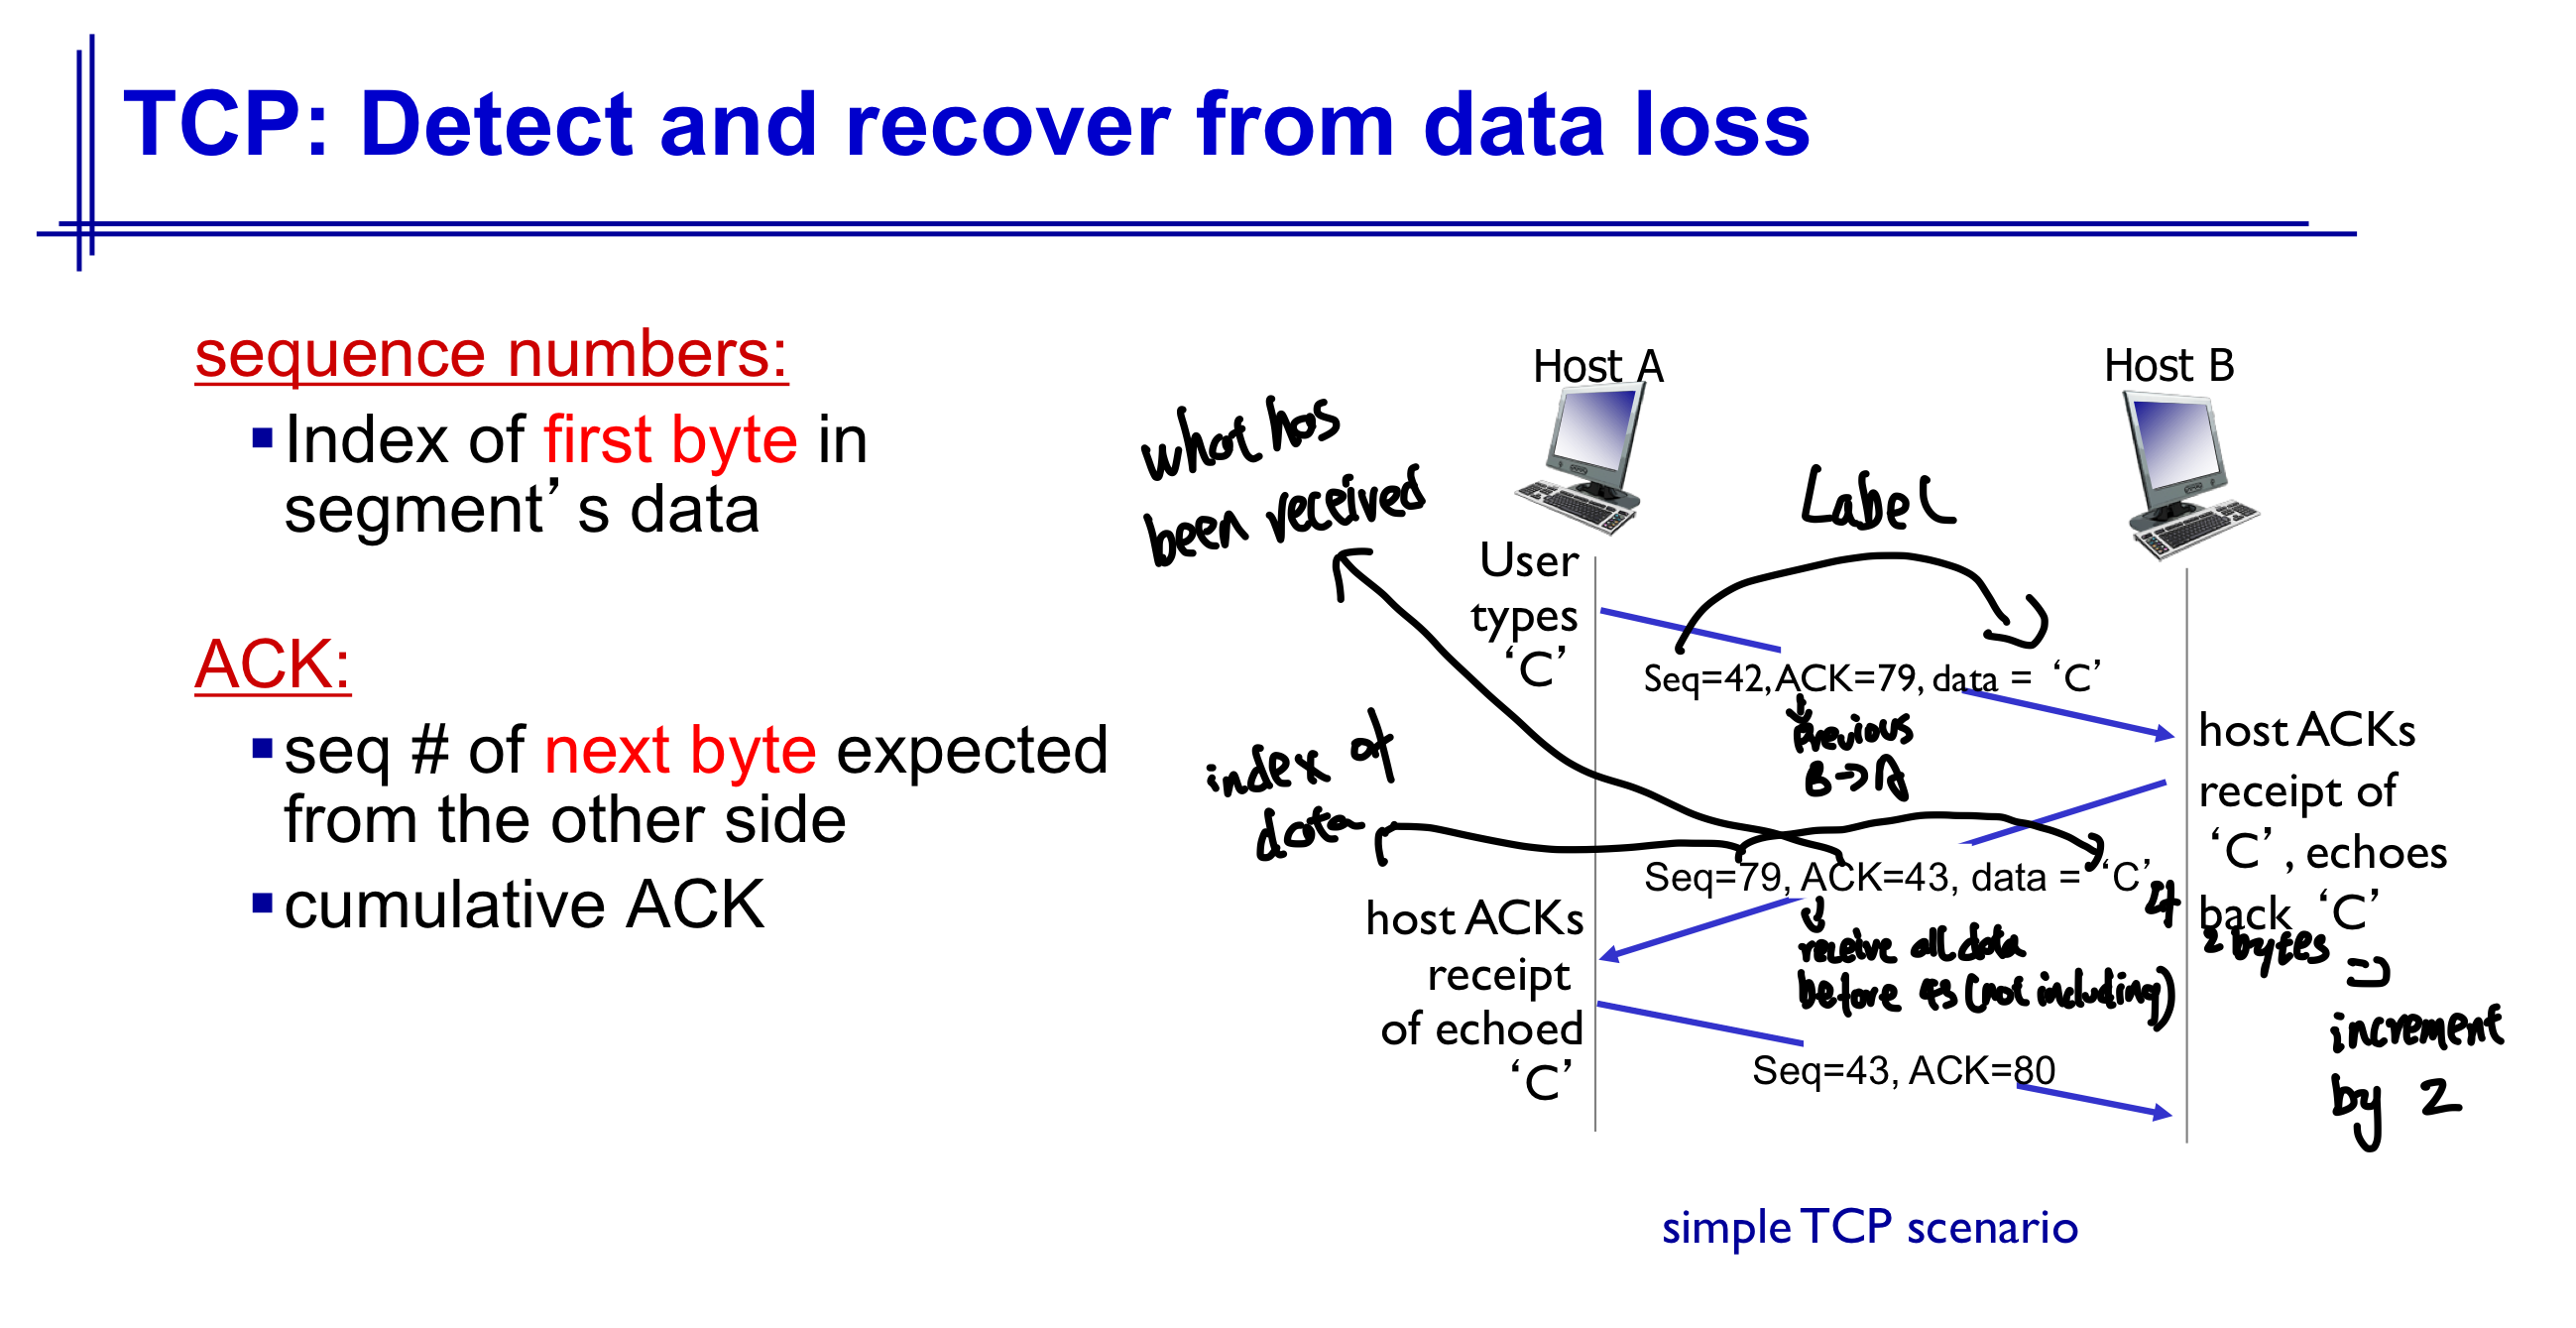 TCP: Detect and recover from data loss
sequence numbers:
Index of first byte in
segment’s data
ACK:
seq # of next byte expected
from the other side
cumulative ACK
what has
been received
index of
data
Host A
Host B
Label
User
types
‘C’
Seq=42, ACK=79, data = ‘C’
Previous
B→A
host ACKs
receipt of
‘C’, echoes
back ‘C’
Seq=79, ACK=43, data = ‘C’
receive all data
before 43 (not including)
if
2 bytes
⇒
increment
by 2
host ACKs
receipt
of echoed
‘C’
Seq=43, ACK=80
simple TCP scenario